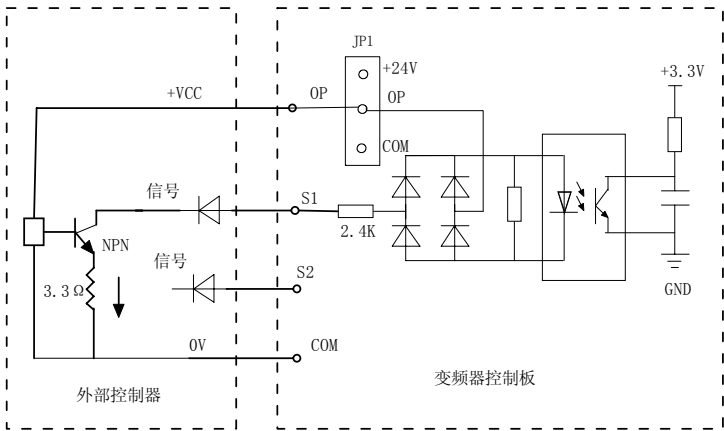 JP1
+24V
+3.3V
+VCC
OP
OP
COM
信号
S1
2.4K
NPN
信号
S2
3.3Ω
GND
0V
COM
外部控制器
变频器控制板